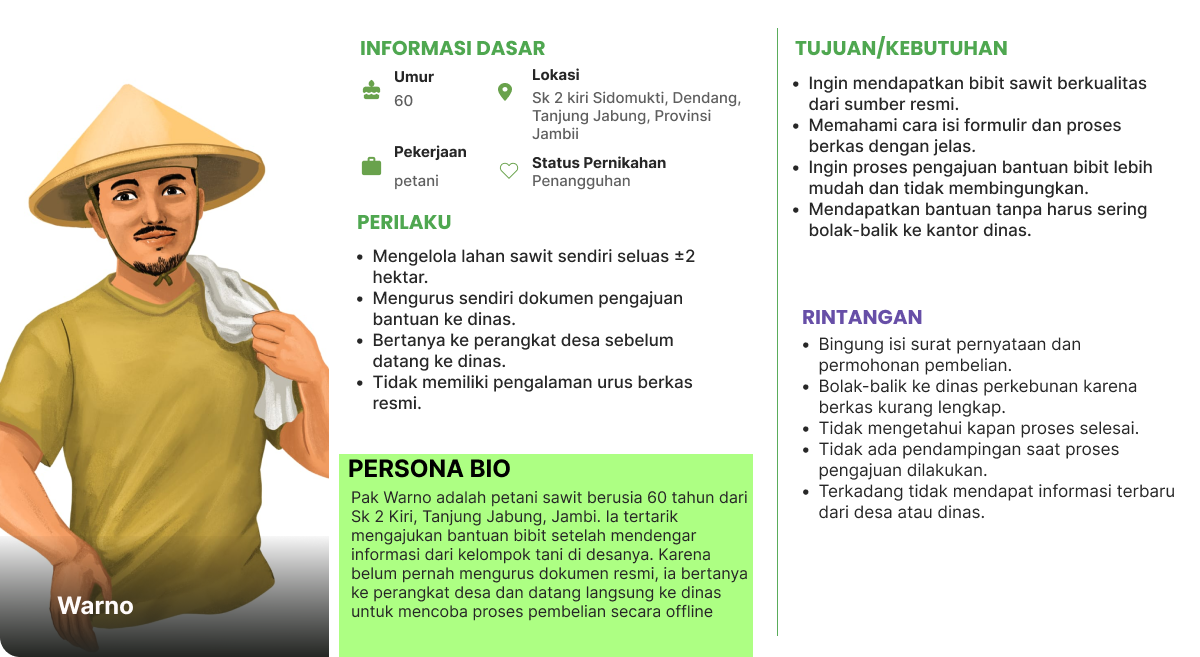 INFORMASI DASAR
Umur
60
Lokasi
Sk 2 kiri Sidomukti, Dendang,
Tanjung Jabung, Provinsi
Jambii
Pekerjaan
petani
Status Pernikahan
Penangguhan
PERILAKU
• Mengelola lahan sawit sendiri seluas ±2
hektar.
• Mengurus sendiri dokumen pengajuan
bantuan ke dinas.
• Bertanya ke perangkat desa sebelum
datang ke dinas.
• Tidak memiliki pengalaman urus berkas
resmi.
PERSONA BIO
Pak Warno adalah petani sawit berusia 60 tahun dari
Sk 2 Kiri, Tanjung Jabung, Jambi. Ia tertarik
mengajukan bantuan bibit setelah mendengar
informasi dari kelompok tani di desanya. Karena
belum pernah mengurus dokumen resmi, ia bertanya
ke perangkat desa dan datang langsung ke dinas
untuk mencoba proses pembelian secara offline
Warno
TUJUAN/KEBUTUHAN
• Ingin mendapatkan bibit sawit berkualitas
dari sumber resmi.
• Memahami cara isi formulir dan proses
berkas dengan jelas.
• Ingin proses pengajuan bantuan bibit lebih
mudah dan tidak membingungkan.
• Mendapatkan bantuan tanpa harus sering
bolak-balik ke kantor dinas.
RINTANGAN
• Bingung isi surat pernyataan dan
permohonan pembelian.
• Bolak-balik ke dinas perkebunan karena
berkas kurang lengkap.
• Tidak mengetahui kapan proses selesai.
• Tidak ada pendampingan saat proses
pengajuan dilakukan.
• Terkadang tidak mendapat informasi terbaru
dari desa atau dinas.